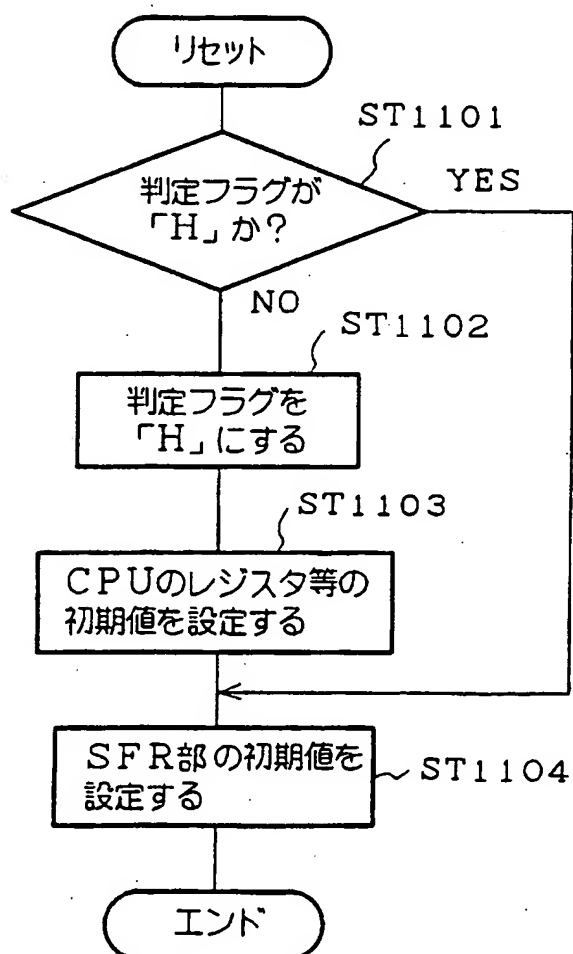 リセット
ST1101
判定フラグが
「H」か?
YES
NO
ST1102
判定フラグを
「H」にする
ST1103
CPUのレジスタ等の
初期値を設定する
SFR部の初期値を
設定する
ST1104
エンド